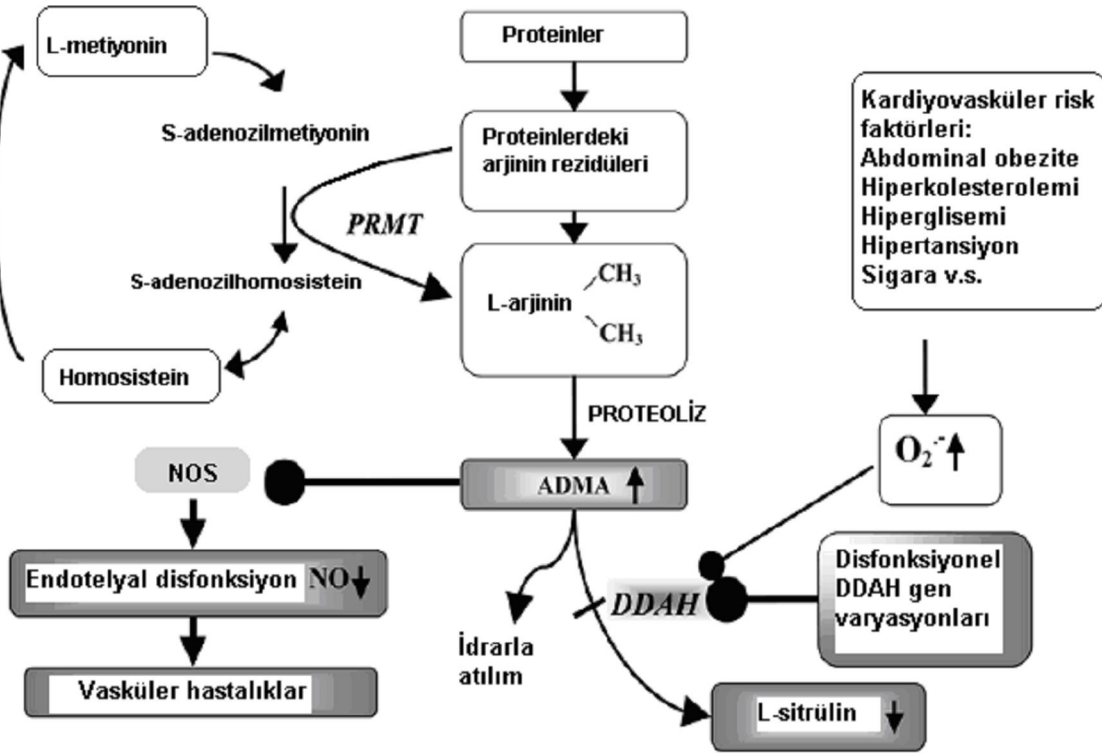 L-metiyonin
S-adenozilmetiyonin
S-adenozilhomosistein
Homosistein
Proteinler
Proteinlerdeki
arjinin rezidüleri
PRMT
L-arjinin
CH₃
CH₃
PROTEOLİZ
ADMA
NOS
Endotelyal disfonksiyon NO
Vasküler hastalıklar
İdrarla
atılım
DDAH
L-sitrülin
Kardiyovasküler risk
faktörleri:
Abdominal obezite
Hiperkolesterolemi
Hiperglisemi
Hipertansiyon
Sigara v.s.
O₂·-
Disfonksiyonel
DDAH gen
varyasyonları